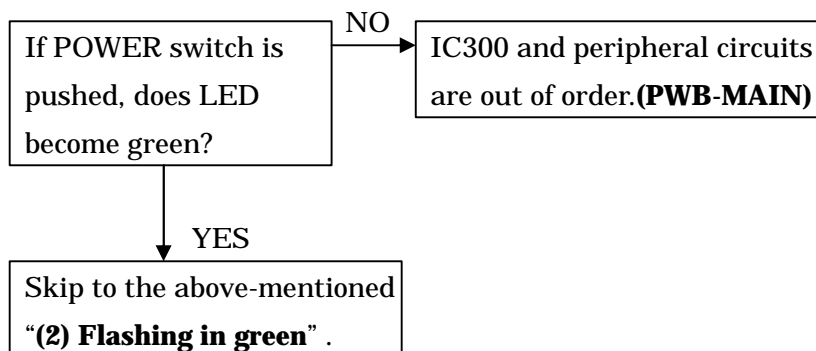 If POWER switch is
pushed, does LED
become green?
NO
IC300 and peripheral circuits
are out of order.(PWB-MAIN)
YES
Skip to the above-mentioned
“(2) Flashing in green” .